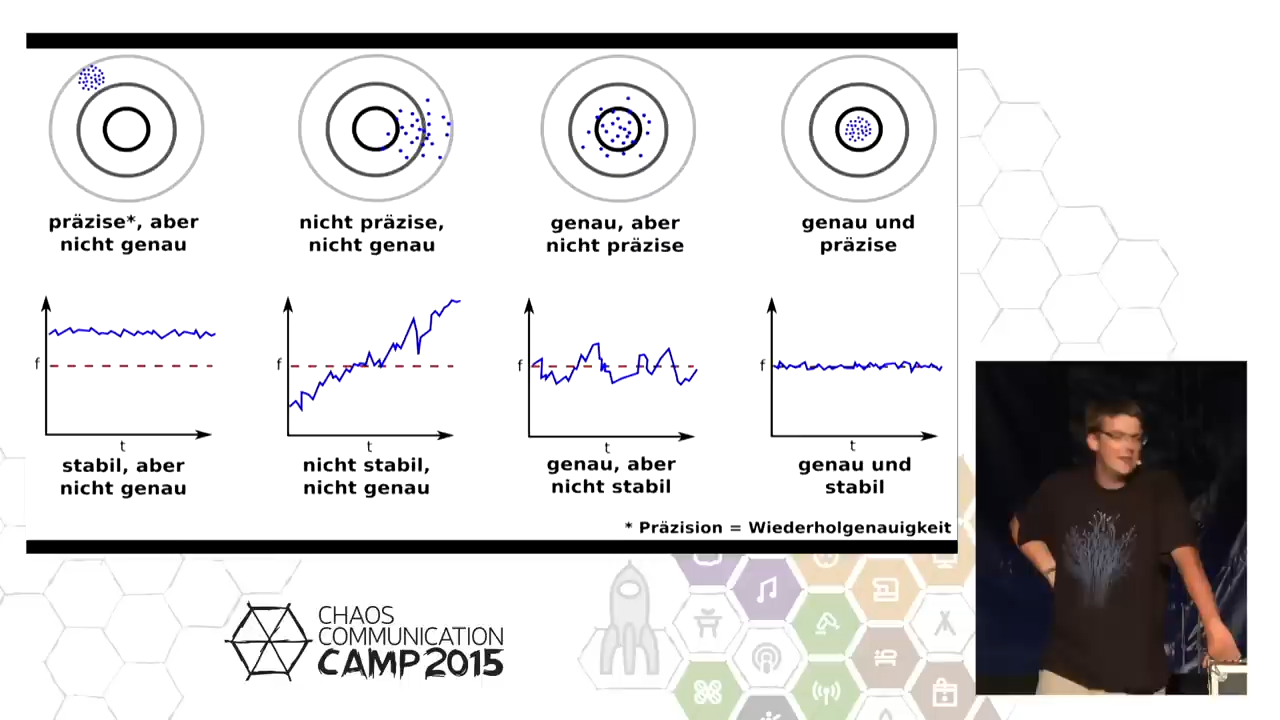 präzise*, aber
nicht genau
nicht präzise,
nicht genau
genau, aber
nicht präzise
genau und
präzise
f
t
f
t
f
t
f
t
stabil, aber
nicht genau
nicht stabil,
nicht genau
genau, aber
nicht stabil
genau und
stabil
* Präzision = Wiederholgenauigkeit
CHAOS
COMMUNICATION
CAMP 2015